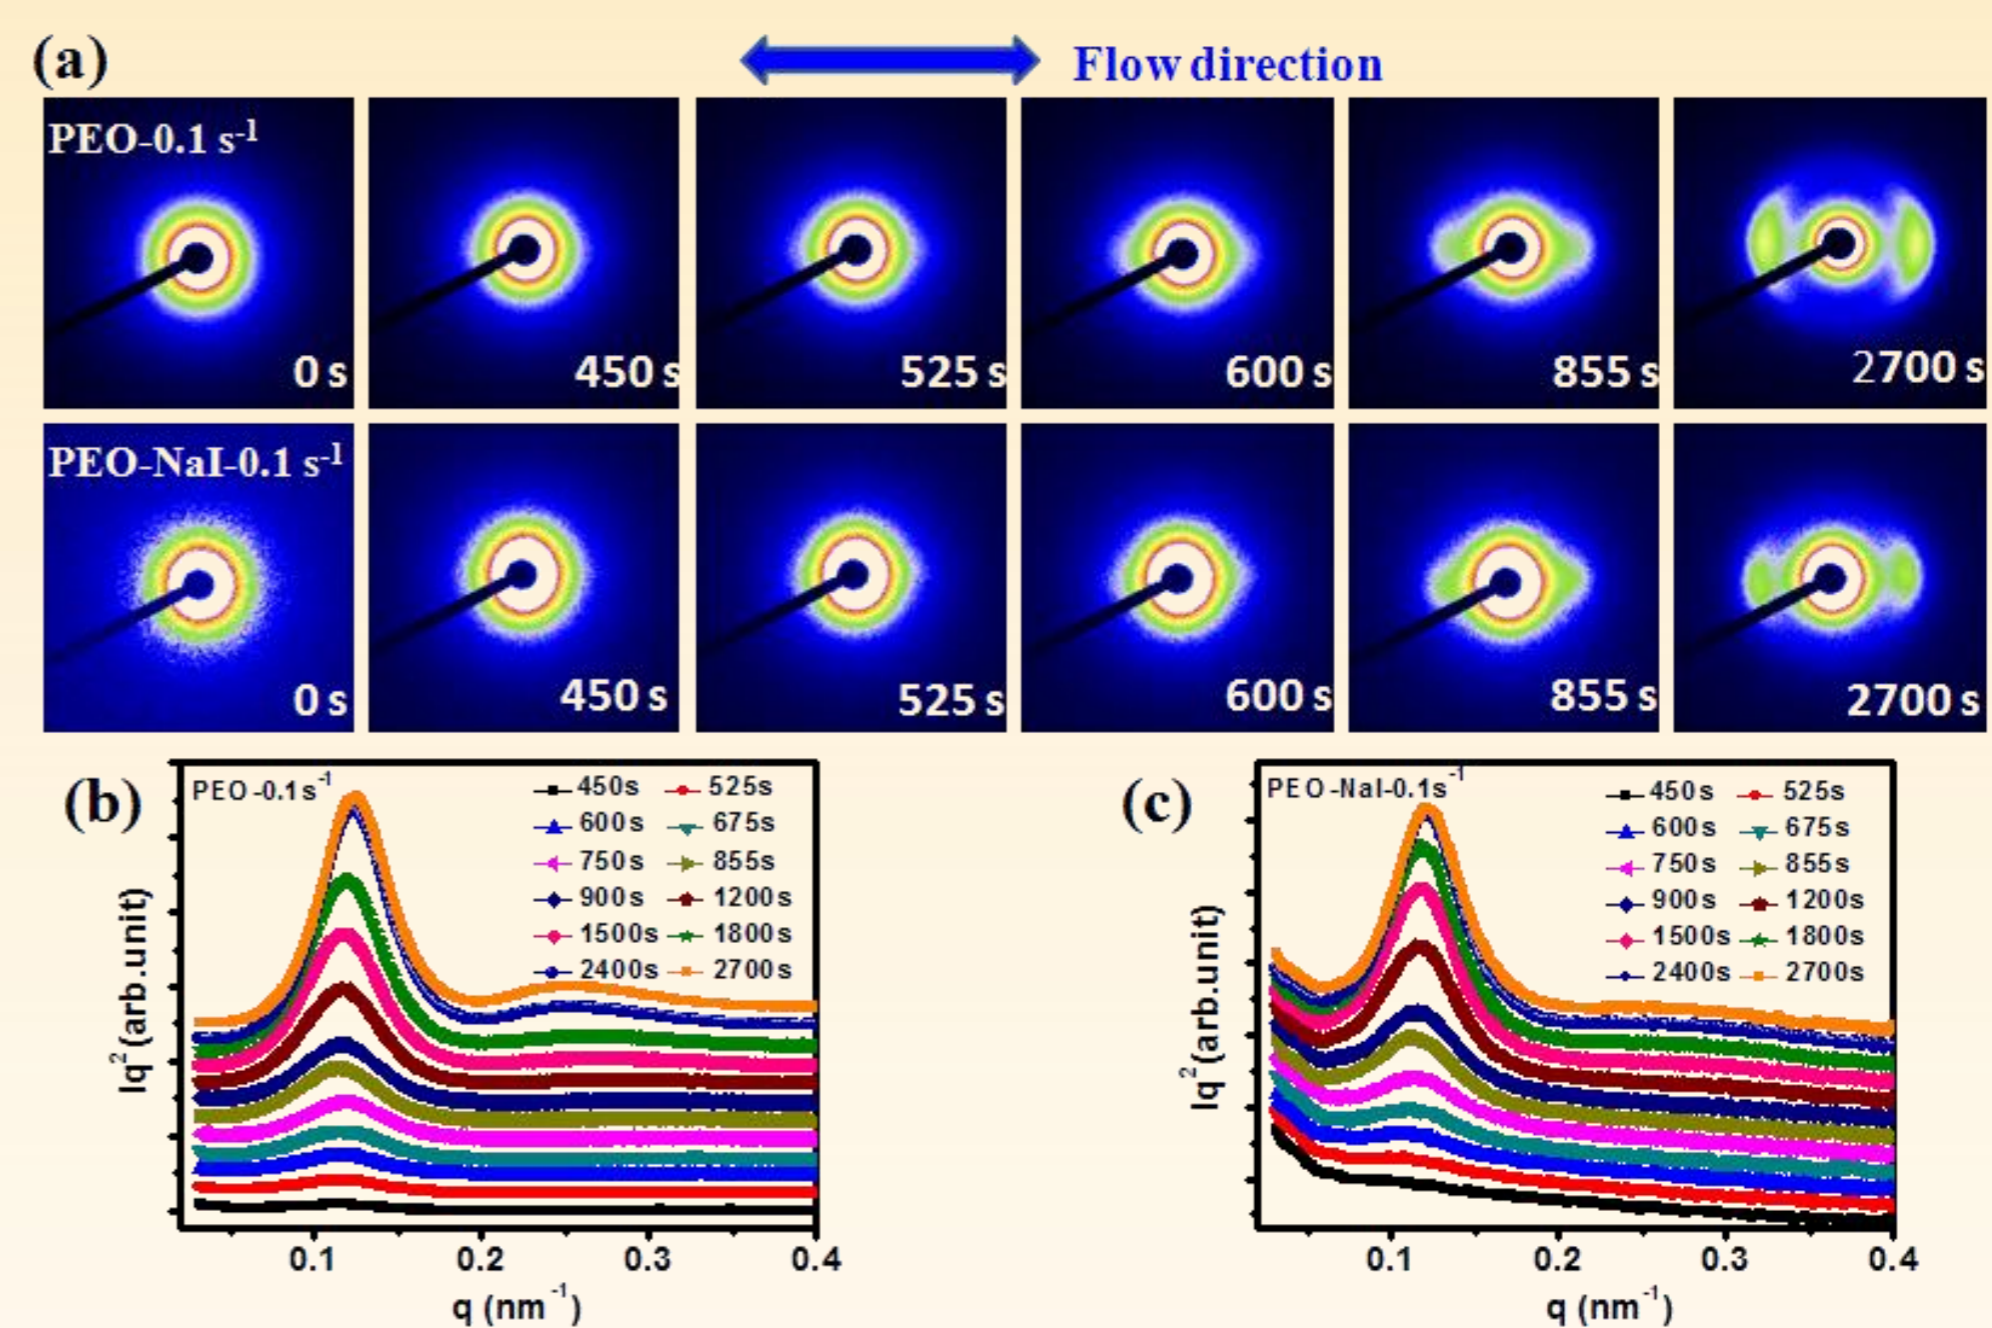 (a)
Flow direction
PEO-0.1 s-1
0 s
450 s
525 s
600 s
855 s
2700 s
PEO-NaI-0.1 s-1
0 s
450 s
525 s
600 s
855 s
2700 s
(b)
PEO-0.1s-1
450s 525s
600s 675s
750s 855s
900s 1200s
1500s 1800s
2400s 2700s
Iq2 (arb.unit)
0.1 0.2 0.3 0.4
q (nm-1)
(c)
PEO-NaI-0.1s-1
450s 525s
600s 675s
750s 855s
900s 1200s
1500s 1800s
2400s 2700s
Iq2 (arb.unit)
0.1 0.2 0.3 0.4
q (nm-1)